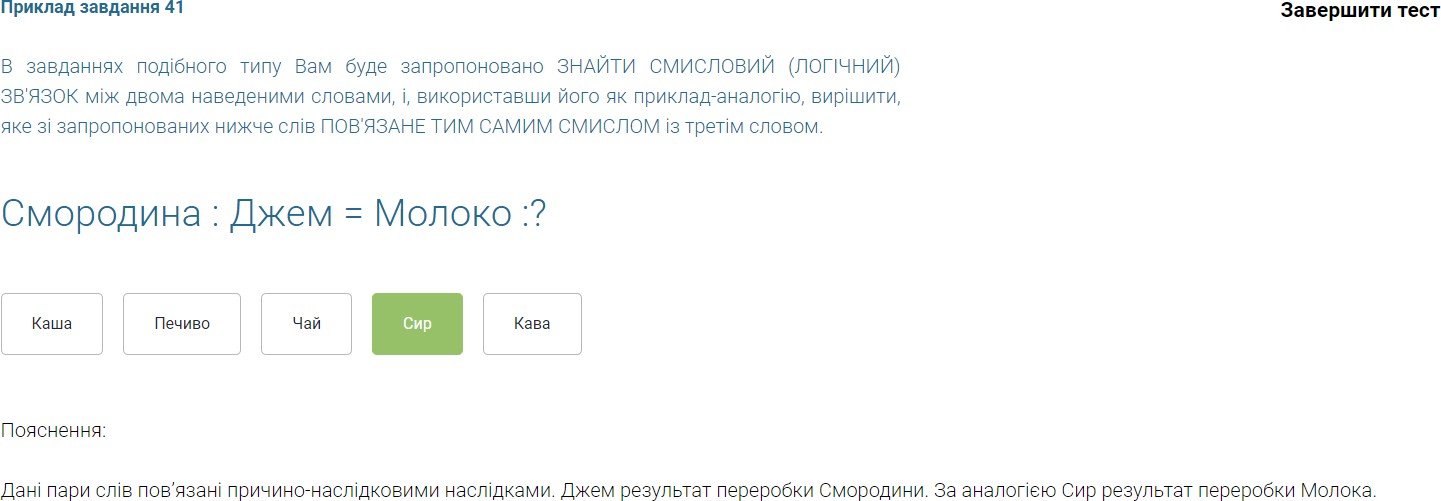 Приклад завдання 41
Завершити тест
В завданнях подібного типу Вам буде запропоновано ЗНАЙТИ СМИСЛОВИЙ (ЛОГІЧНИЙ)
ЗВ'ЯЗОК між двома наведеними словами, і, використавши його як приклад-аналогію, вирішити,
яке зі запропонованих нижче слів ПОВ'ЯЗАНЕ ТИМ САМИМ СМИСЛОМ із третім словом.
Смородина : Джем = Молоко :?
Каша Печиво Чай Сир Кава
Пояснення:
Дані пари слів пов’язані причино-наслідковими наслідками. Джем результат переробки Смородини. За аналогією Сир результат переробки Молока.